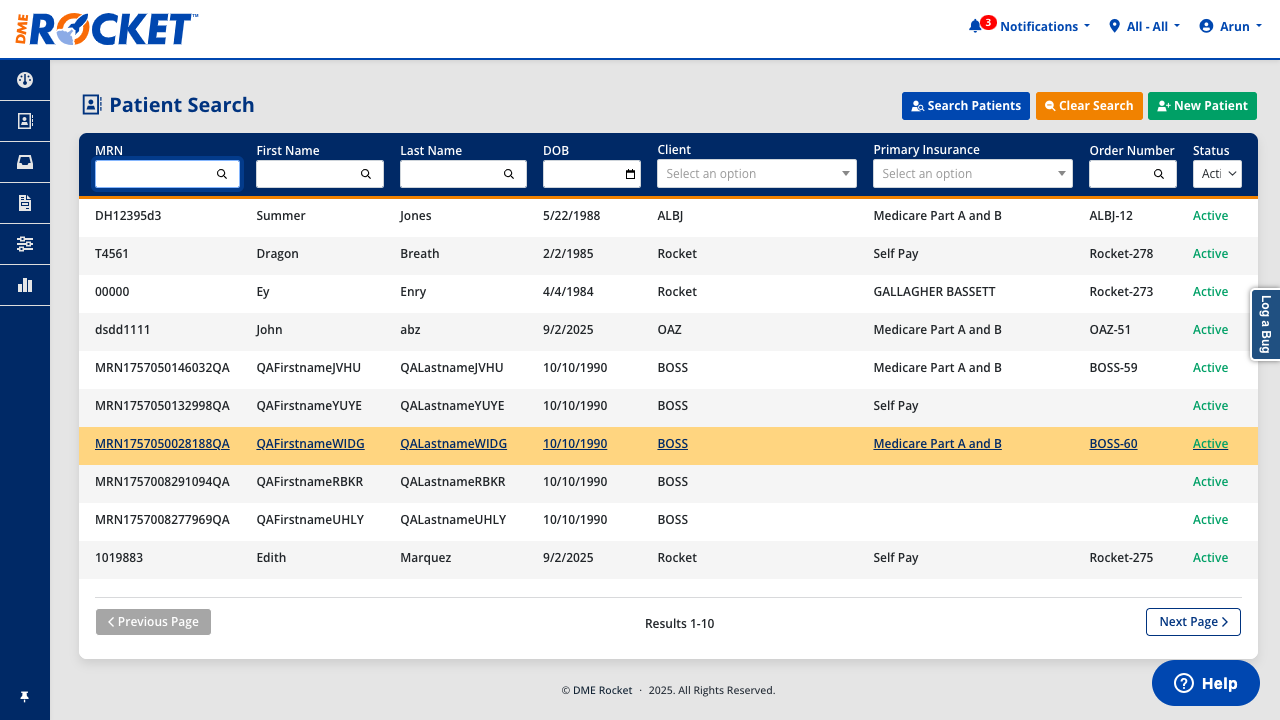 DME ROCKET™
3 Notifications
All - All
Arun
Patient Search
Search Patients
Clear Search
New Patient
MRN First Name Last Name DOB Client Primary Insurance Order Number Status
Select an option Select an option Acti
DH12395d3 Summer Jones 5/22/1988 ALBJ Medicare Part A and B ALBJ-12 Active
T4561 Dragon Breath 2/2/1985 Rocket Self Pay Rocket-278 Active
00000 Ey Enry 4/4/1984 Rocket GALLAGHER BASSETT Rocket-273 Active
dsdd1111 John abz 9/2/2025 OAZ Medicare Part A and B OAZ-51 Active
MRN1757050146032QA QAFirstnameJVHU QALastnameJVHU 10/10/1990 BOSS Medicare Part A and B BOSS-59 Active
MRN1757050132998QA QAFirstnameYUYE QALastnameYUYE 10/10/1990 BOSS Self Pay Active
MRN1757050028188QA QAFirstnameWIDG QALastnameWIDG 10/10/1990 BOSS Medicare Part A and B BOSS-60 Active
MRN1757008291094QA QAFirstnameRBKR QALastnameRBKR 10/10/1990 BOSS Active
MRN1757008277969QA QAFirstnameUHLY QALastnameUHLY 10/10/1990 BOSS Active
1019883 Edith Marquez 9/2/2025 Rocket Self Pay Rocket-275 Active
Log a Bug
Previous Page
Results 1-10
Next Page
© DME Rocket · 2025. All Rights Reserved.
Help